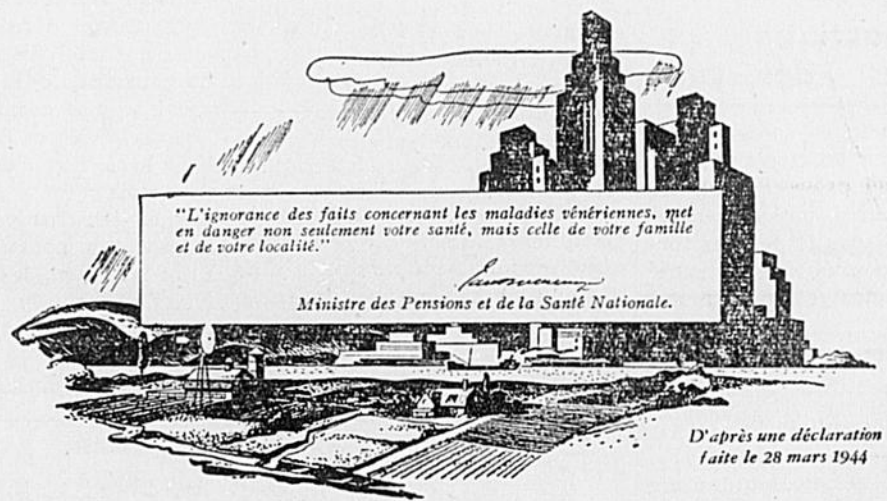 "L'ignorance des faits concernant les maladies vénériennes, met
en danger non seulement votre santé, mais celle de votre famille
et de votre localité."
Ministre des Pensions et de la Santé Nationale.
D'après une déclaration
faite le 28 mars 1944